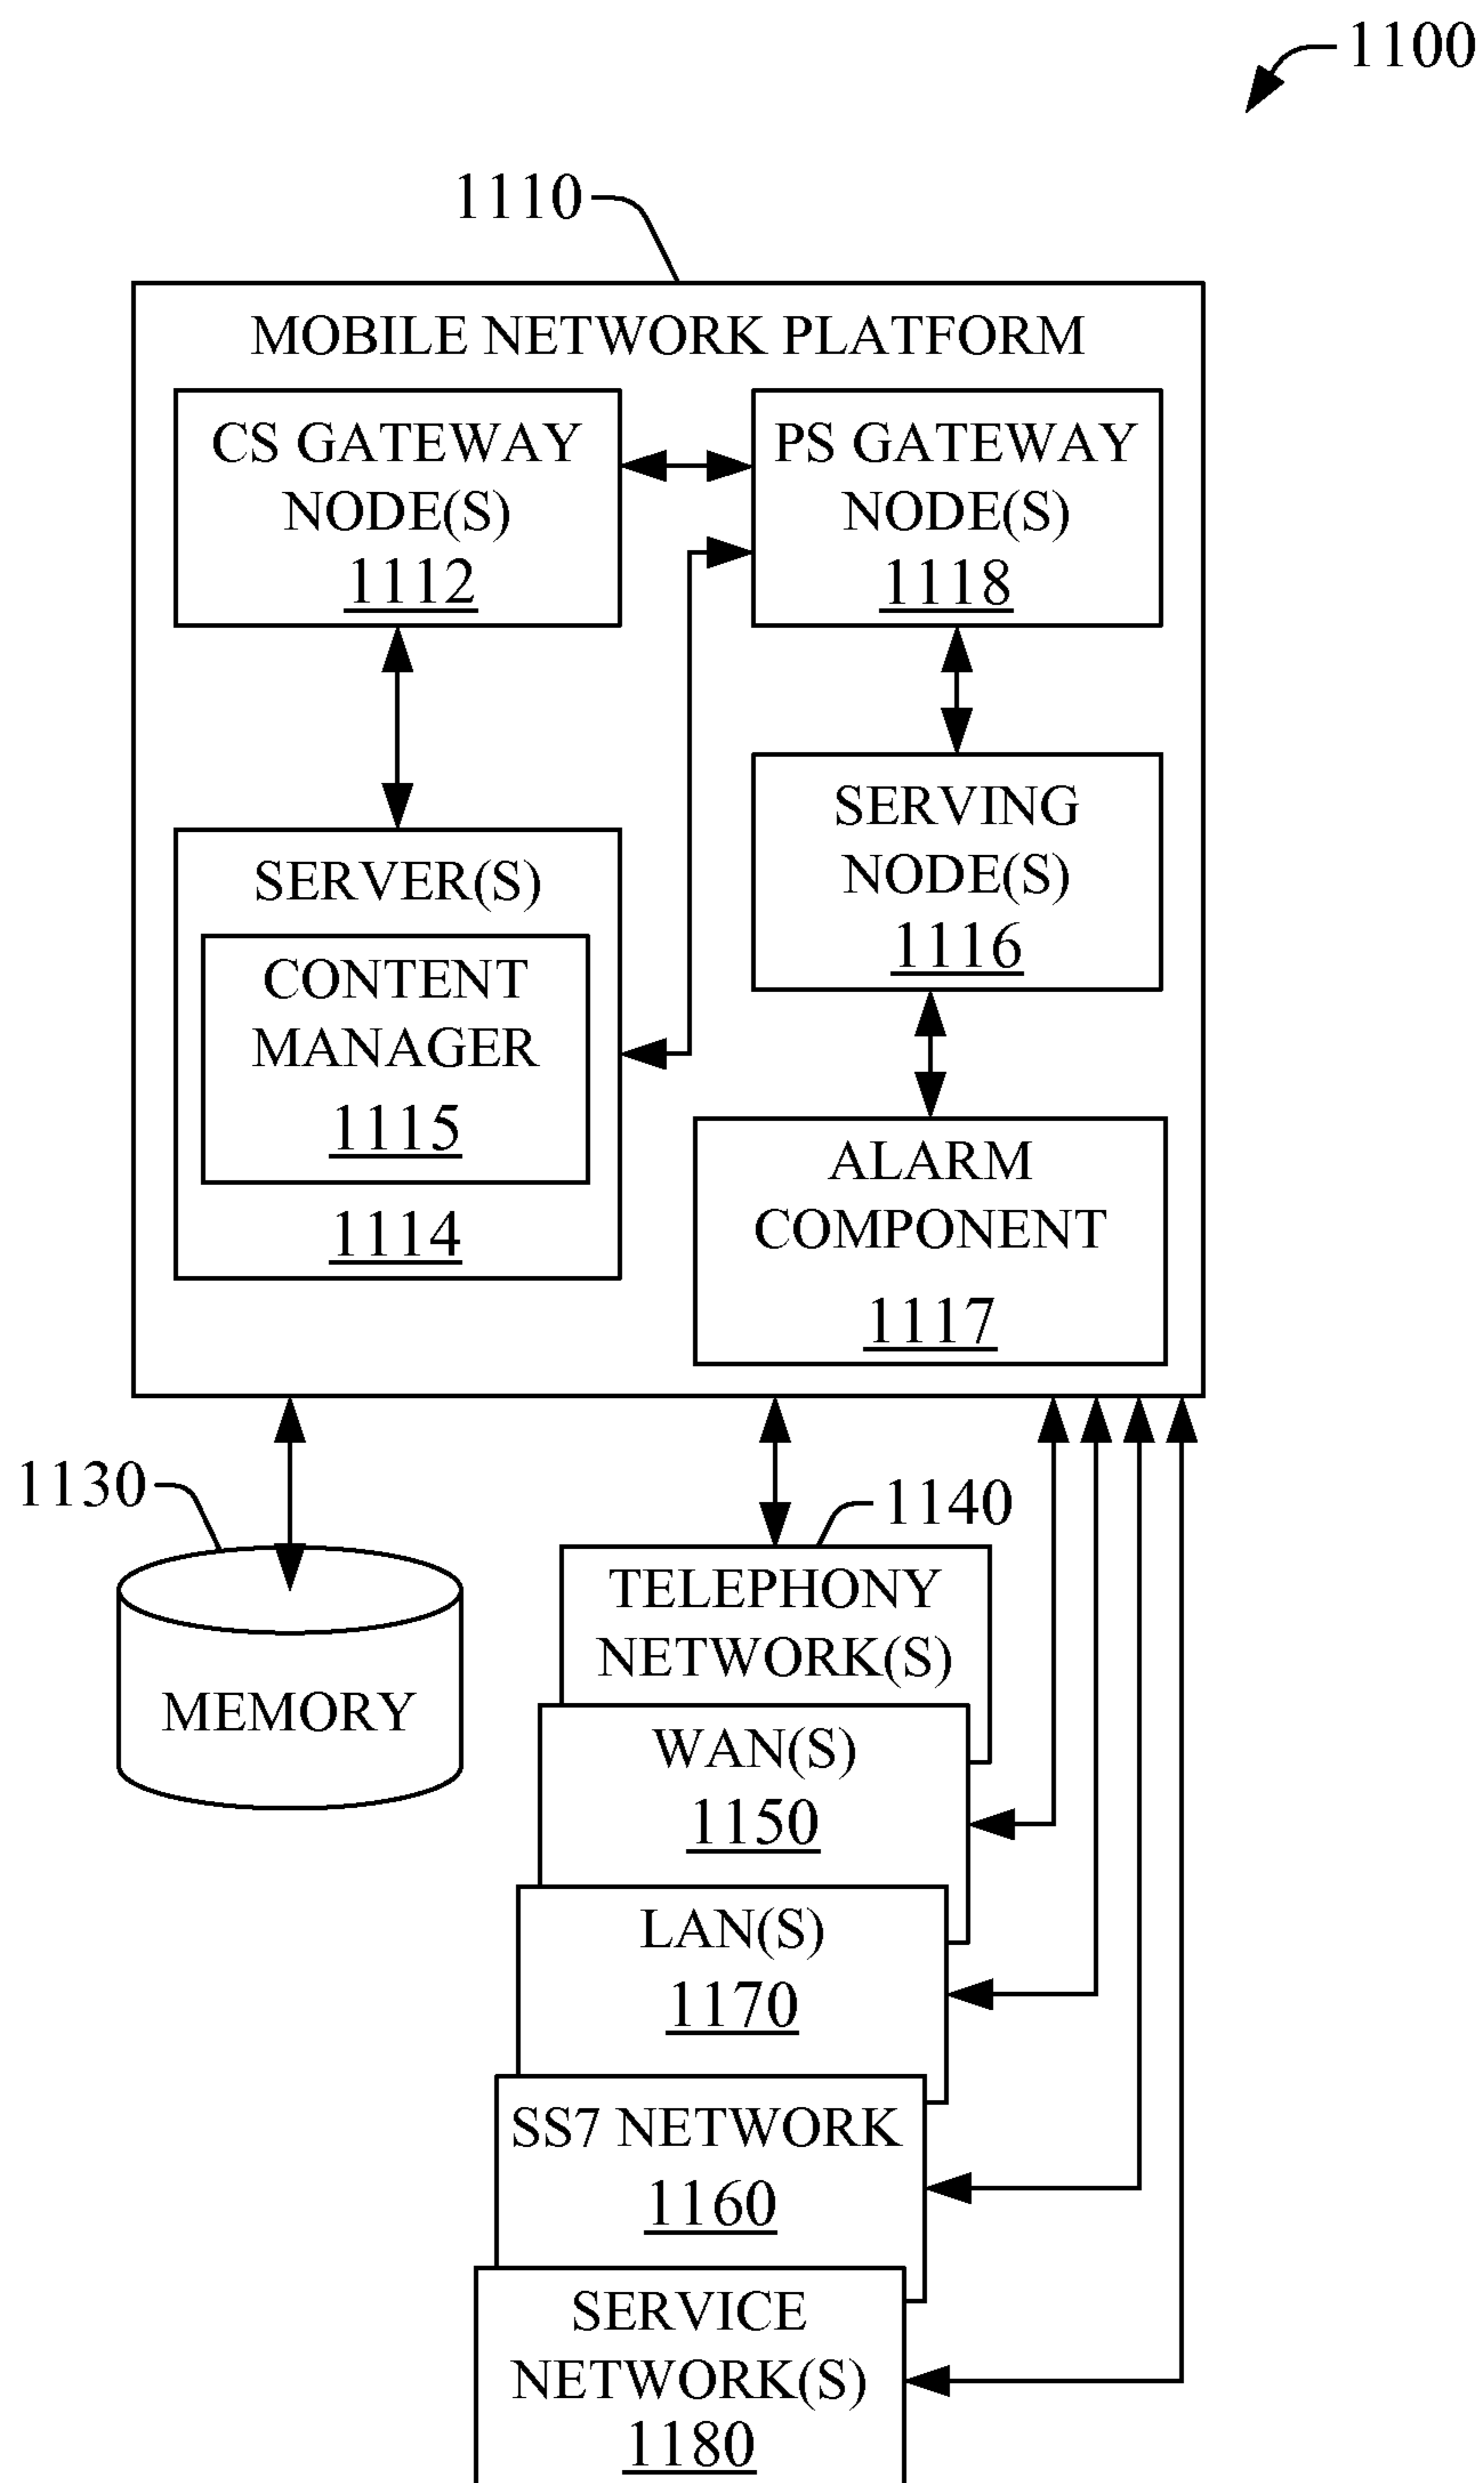 1100
1110
MOBILE NETWORK PLATFORM
CS GATEWAY
NODE(S)
1112
PS GATEWAY
NODE(S)
1118
SERVING
NODE(S)
1116
SERVER(S)
CONTENT
MANAGER
1115
1114
ALARM
COMPONENT
1117
1130
MEMORY
1140
TELEPHONY
NETWORK(S)
WAN(S)
1150
LAN(S)
1170
SS7 NETWORK
1160
SERVICE
NETWORK(S)
1180